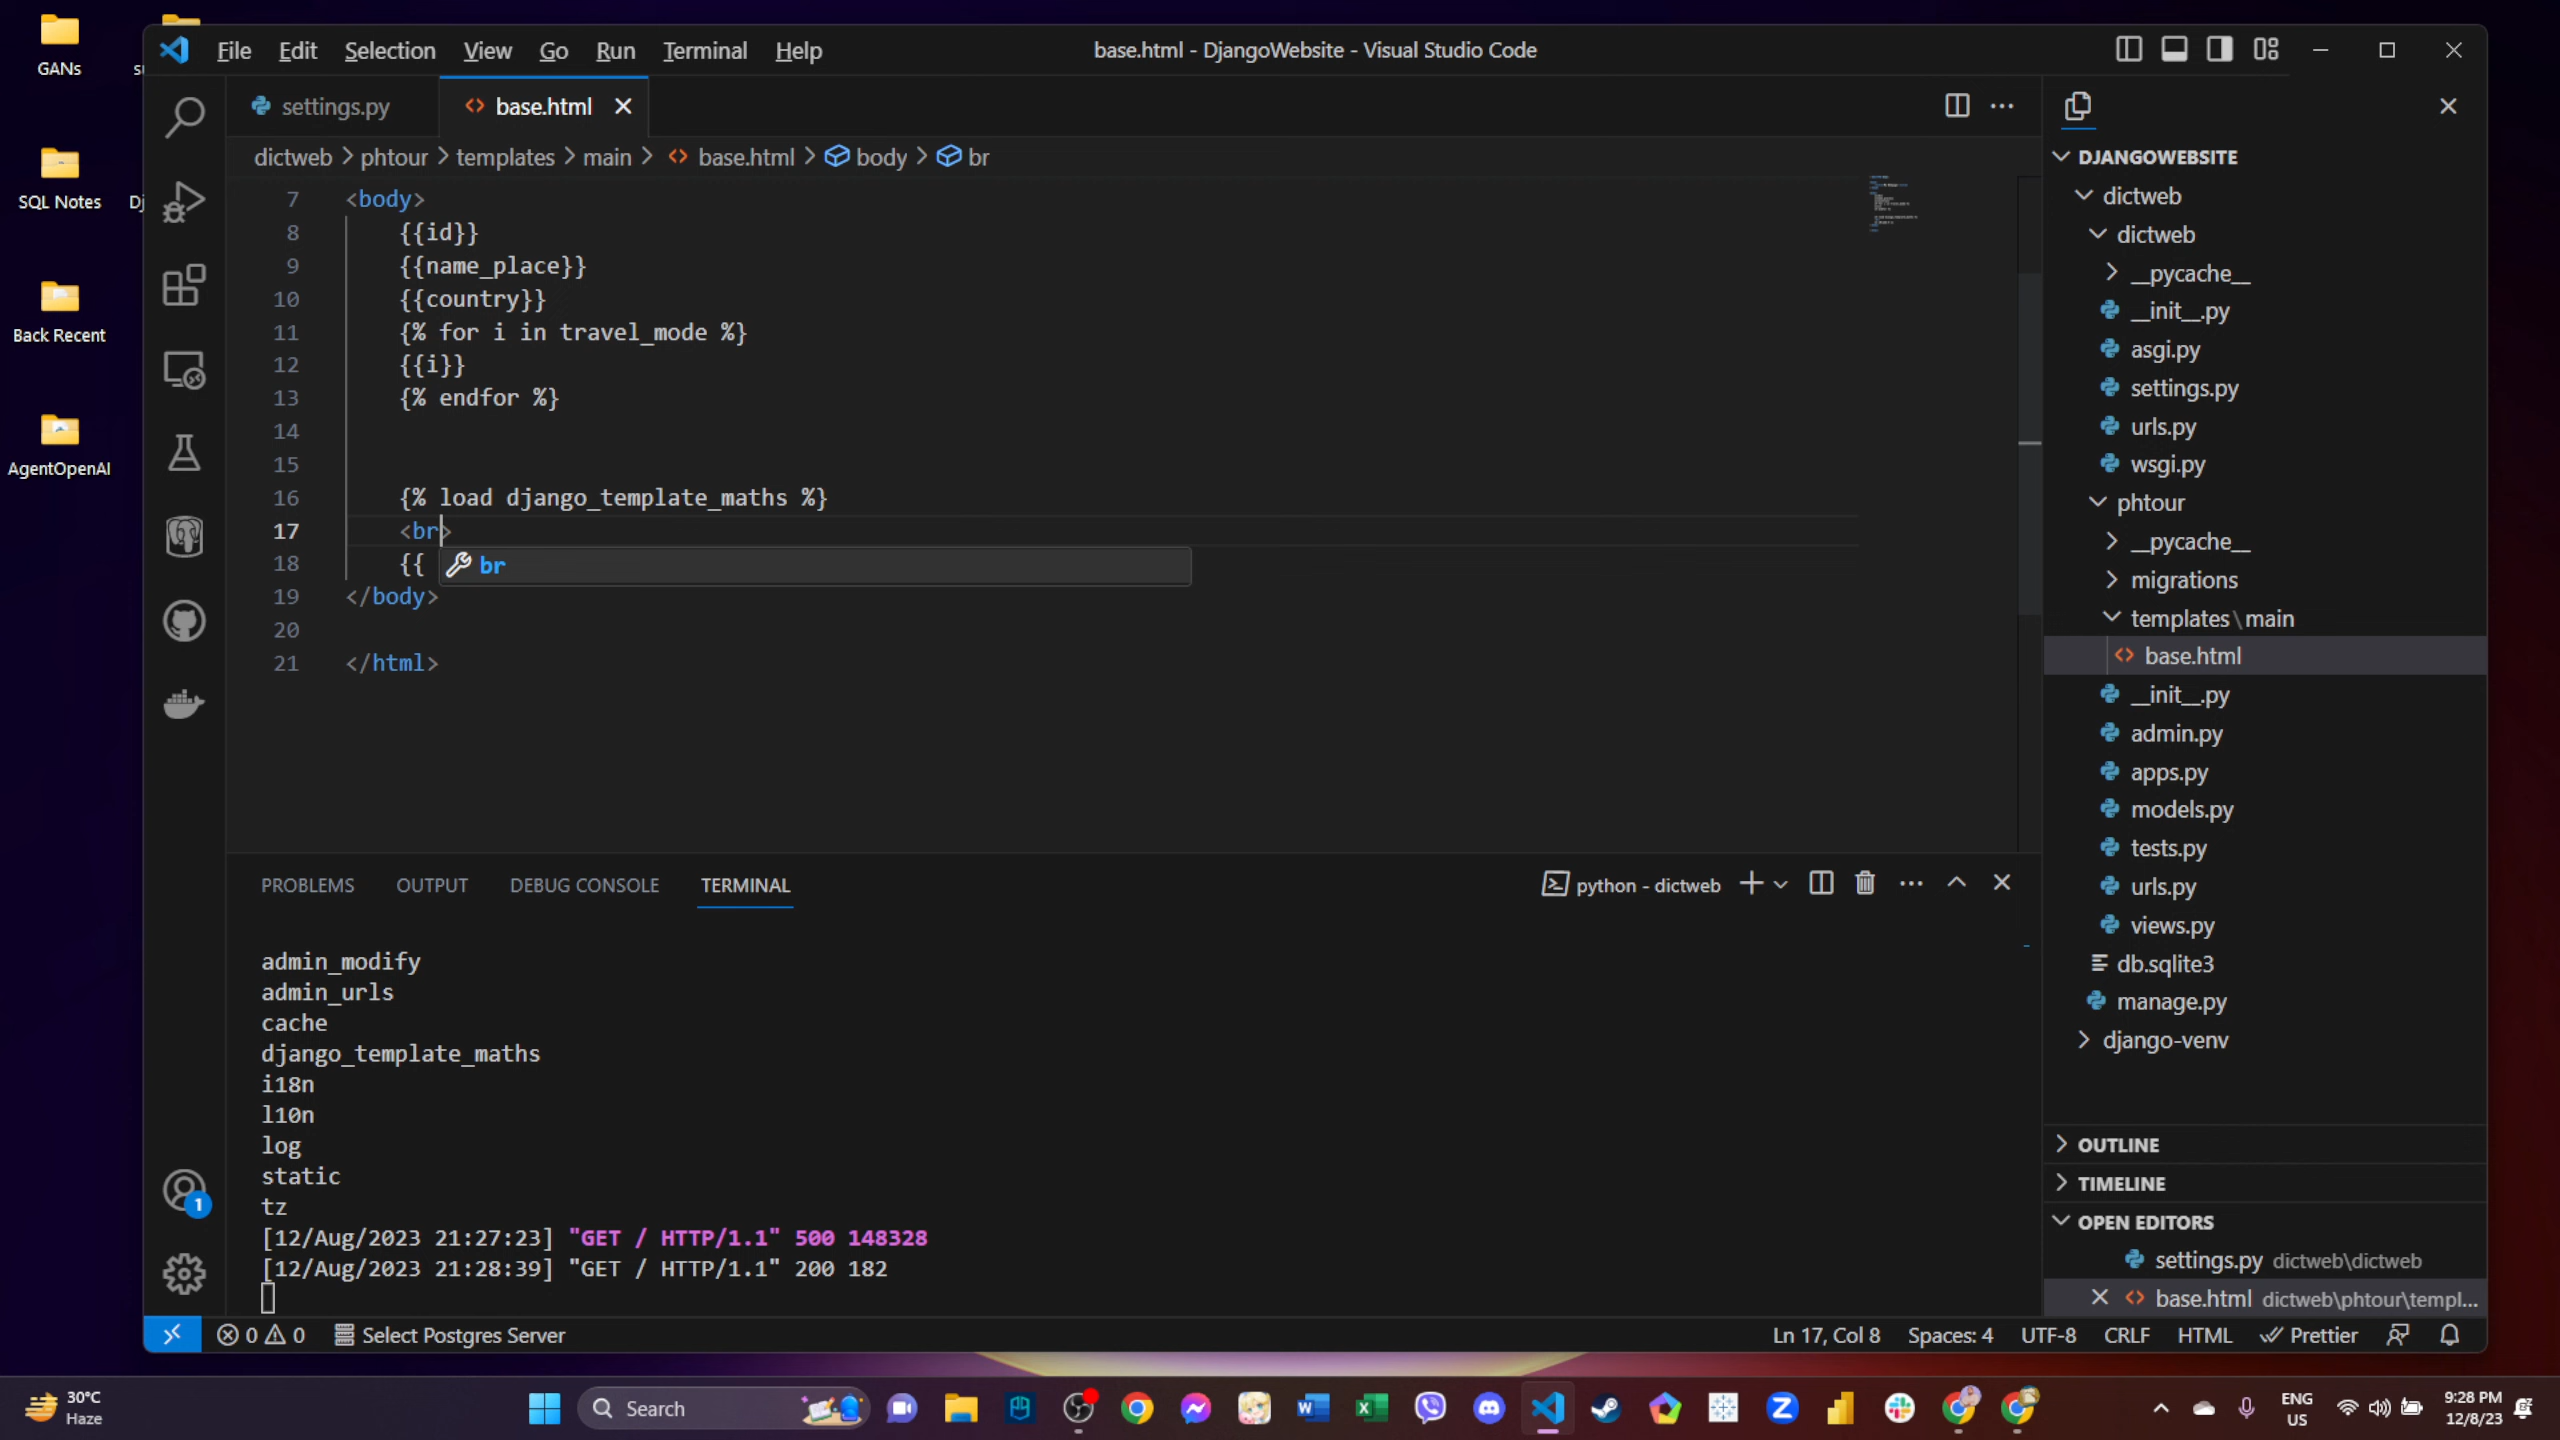 GANs
SQL Notes
Back Recent
AgentOpenAI
File Edit Selection View Go Run Terminal Help
base.html - DjangoWebsite - Visual Studio Code
settings.py
base.html
dictweb > phtour > templates > main > base.html > body > br
7 <body>
8 {{id}}
9 {{name_place}}
10 {{country}}
11 {% for i in travel_mode %}
12 {{i}}
13 {% endfor %}
14
15
16 {% load django_template_maths %}
17 <br>
18 {{
br
19 </body>
20
21 </html>
PROBLEMS OUTPUT DEBUG CONSOLE TERMINAL
python - dictweb
admin_modify
admin_urls
cache
django_template_maths
i18n
l10n
log
static
tz
[12/Aug/2023 21:27:23] "GET / HTTP/1.1" 500 148328
[12/Aug/2023 21:28:39] "GET / HTTP/1.1" 200 182
DJANGOWEBSITE
dictweb
dictweb
__pycache__
__init__.py
asgi.py
settings.py
urls.py
wsgi.py
phtour
__pycache__
migrations
templates\main
base.html
__init__.py
admin.py
apps.py
models.py
tests.py
urls.py
views.py
db.sqlite3
manage.py
django-venv
OUTLINE
TIMELINE
OPEN EDITORS
settings.py dictweb\dictweb
base.html dictweb\phtour\templ...
1
0 0 Select Postgres Server
Ln 17, Col 8 Spaces: 4 UTF-8 CRLF HTML Prettier
30°C
Haze
Search
ENG
US
9:28 PM
12/8/23